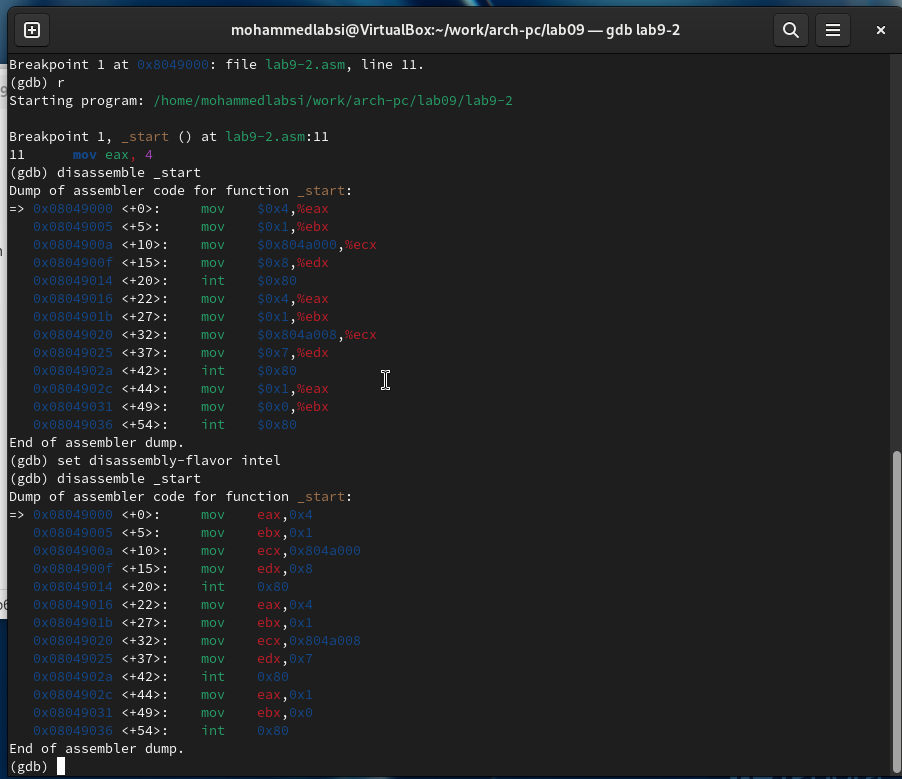 mohammedlabsi@VirtualBox:~/work/arch-pc/lab09 — gdb lab9-2
Breakpoint 1 at 0x8049000: file lab9-2.asm, line 11.
(gdb) r
Starting program: /home/mohammedlabsi/work/arch-pc/lab09/lab9-2

Breakpoint 1, _start () at lab9-2.asm:11
11      mov eax, 4
(gdb) disassemble _start
Dump of assembler code for function _start:
=> 0x08049000 <+0>:     mov    $0x4,%eax
   0x08049005 <+5>:     mov    $0x1,%ebx
   0x0804900a <+10>:    mov    $0x804a000,%ecx
   0x0804900f <+15>:    mov    $0x8,%edx
   0x08049014 <+20>:    int    $0x80
   0x08049016 <+22>:    mov    $0x4,%eax
   0x0804901b <+27>:    mov    $0x1,%ebx
   0x08049020 <+32>:    mov    $0x804a008,%ecx
   0x08049025 <+37>:    mov    $0x7,%edx
   0x0804902a <+42>:    int    $0x80
   0x0804902c <+44>:    mov    $0x1,%eax
   0x08049031 <+49>:    mov    $0x0,%ebx
   0x08049036 <+54>:    int    $0x80
End of assembler dump.
(gdb) set disassembly-flavor intel
(gdb) disassemble _start
Dump of assembler code for function _start:
=> 0x08049000 <+0>:     mov    eax,0x4
   0x08049005 <+5>:     mov    ebx,0x1
   0x0804900a <+10>:    mov    ecx,0x804a000
   0x0804900f <+15>:    mov    edx,0x8
   0x08049014 <+20>:    int    0x80
   0x08049016 <+22>:    mov    eax,0x4
   0x0804901b <+27>:    mov    ebx,0x1
   0x08049020 <+32>:    mov    ecx,0x804a008
   0x08049025 <+37>:    mov    edx,0x7
   0x0804902a <+42>:    int    0x80
   0x0804902c <+44>:    mov    eax,0x1
   0x08049031 <+49>:    mov    ebx,0x0
   0x08049036 <+54>:    int    0x80
End of assembler dump.
(gdb)